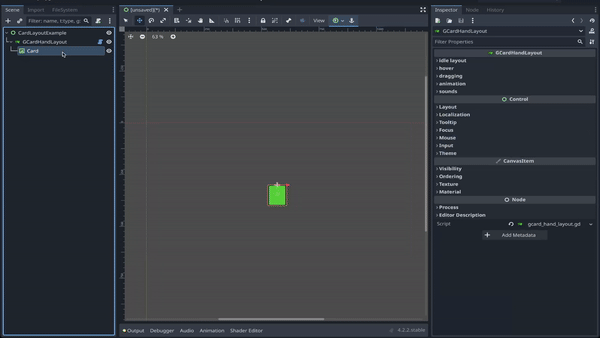 Scene Import FileSystem
Filter: name, t:type, g:
CardLayoutExample
GCardHandLayout
Card
[unsaved](*)
View
63 %
Output Debugger Audio Animation Shader Editor
4.2.2.stable
Inspector Node History
GCardHandLayout
Filter Properties
GCardHandLayout
idle layout
hover
dragging
animation
sounds
Control
Layout
Localization
Tooltip
Focus
Mouse
Input
Theme
CanvasItem
Visibility
Ordering
Texture
Material
Node
Process
Editor Description
Script gcard_hand_layout.gd
Add Metadata